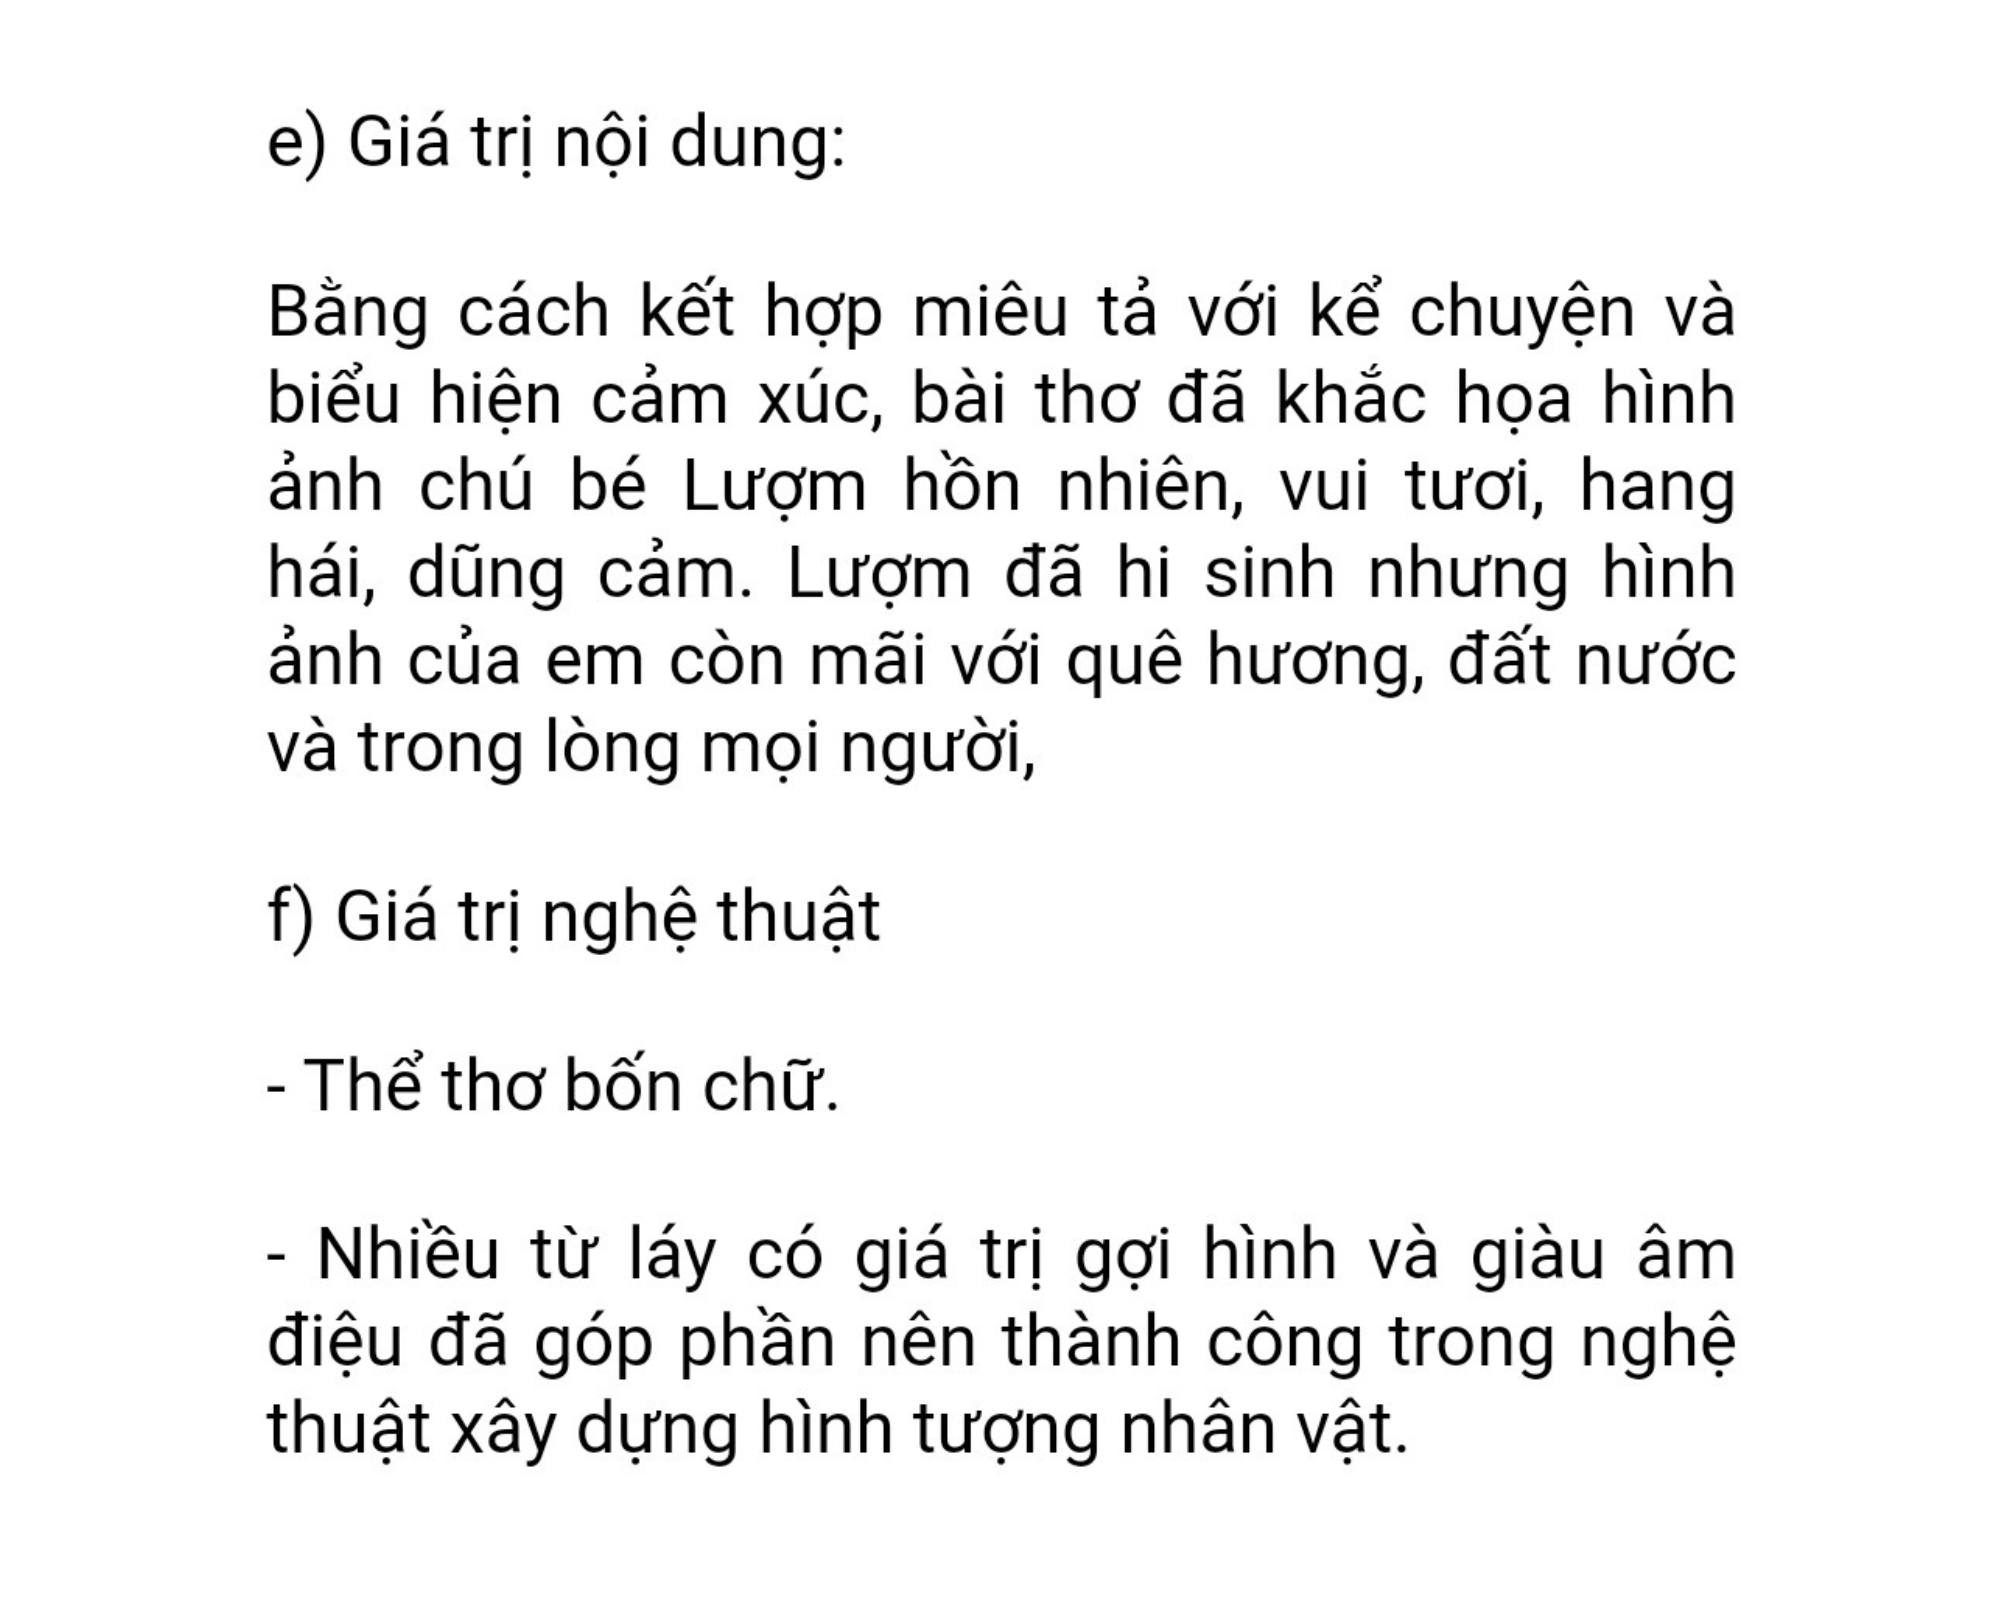 e) Giá trị nội dung:
Bằng cách kết hợp miêu tả với kể chuyện và
biểu hiện cảm xúc, bài thơ đã khắc họa hình
ảnh chú bé Lượm hồn nhiên, vui tươi, hang
hái, dũng cảm. Lượm đã hi sinh nhưng hình
ảnh của em còn mãi với quê hương, đất nước
và trong lòng mọi người,
f) Giá trị nghệ thuật
- Thể thơ bốn chữ.
- Nhiều từ láy có giá trị gợi hình và giàu âm
điệu đã góp phần nên thành công trong nghệ
thuật xây dựng hình tượng nhân vật.